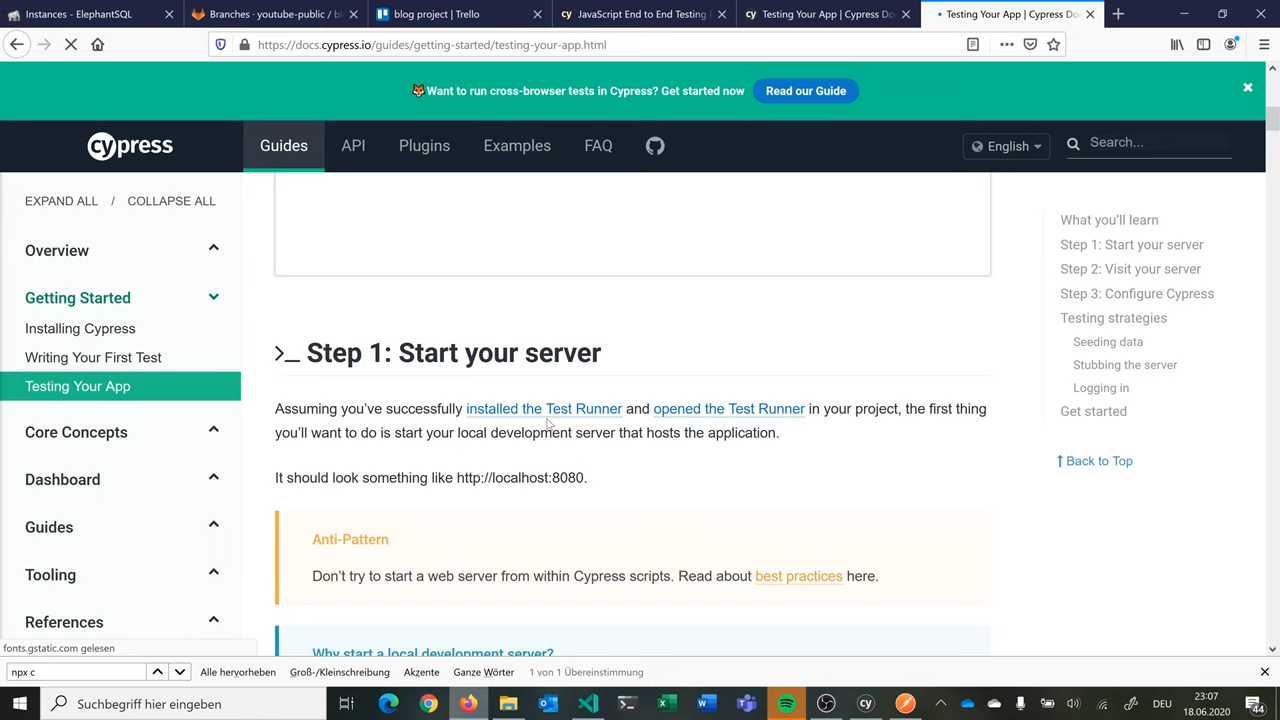 Instances - ElephantSQL
Branches · youtube-public / bl
blog project | Trello
JavaScript End to End Testing
Testing Your App | Cypress Do
Testing Your App | Cypress Do
https://docs.cypress.io/guides/getting-started/testing-your-app.html
Want to run cross-browser tests in Cypress? Get started now
Read our Guide
cypress
Guides
API
Plugins
Examples
FAQ
English
Search...
EXPAND ALL / COLLAPSE ALL
Overview
Getting Started
Installing Cypress
Writing Your First Test
Testing Your App
Core Concepts
Dashboard
Guides
Tooling
References
>_ Step 1: Start your server
Assuming you've successfully installed the Test Runner and opened the Test Runner in your project, the first thing
you'll want to do is start your local development server that hosts the application.
It should look something like http://localhost:8080.
Anti-Pattern
Don't try to start a web server from within Cypress scripts. Read about best practices here.
Why start a local development server?
What you'll learn
Step 1: Start your server
Step 2: Visit your server
Step 3: Configure Cypress
Testing strategies
Seeding data
Stubbing the server
Logging in
Get started
Back to Top
fonts.gstatic.com gelesen
npx c
Alle hervorheben
Groß-/Kleinschreibung
Akzente
Ganze Wörter
1 von 1 Übereinstimmung
Suchbegriff hier eingeben
cy
DEU
23:07
18.06.2020
44